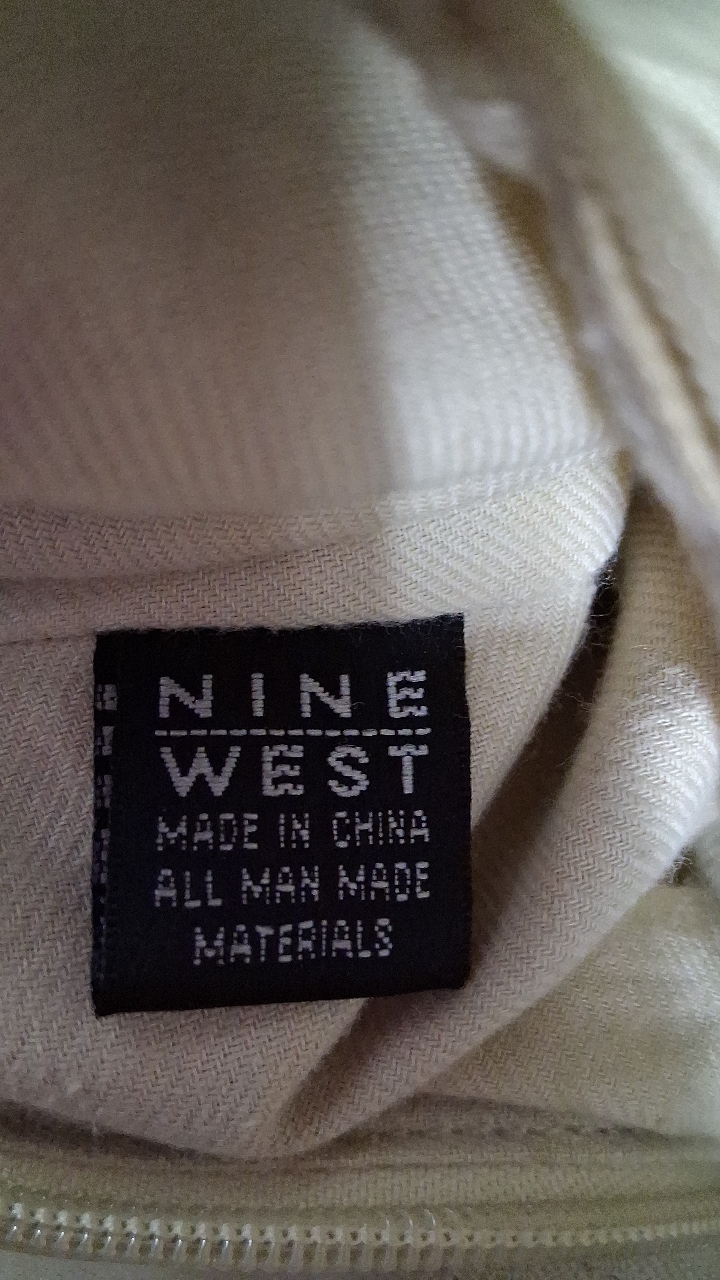 NINE
WEST
MADE IN CHINA
ALL MAN MADE
MATERIALS